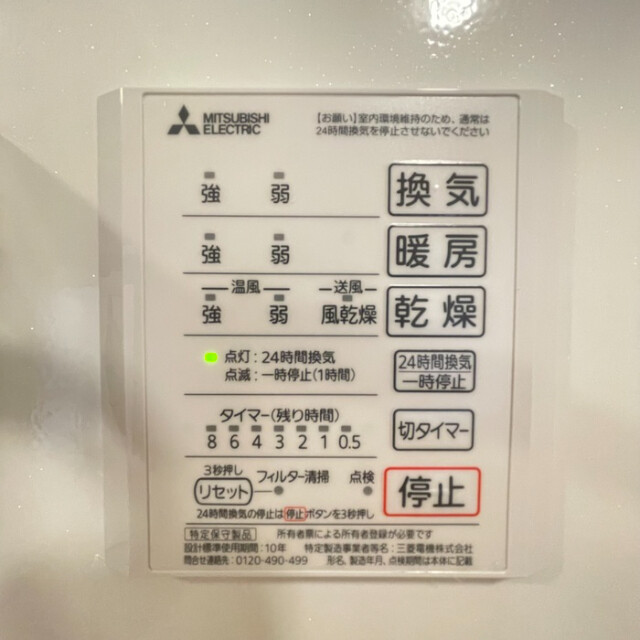 MITSUBISHI
ELECTRIC
【お願い】室内環境維持のため、通常は
24時間換気を停止させないでください
強 弱 換気
強 弱 暖房
温風 送風
強 弱 風乾燥 乾燥
点灯：24時間換気
点滅：一時停止(1時間)
24時間換気
一時停止
タイマー(残り時間)
8 6 4 3 2 1 0.5
切タイマー
3秒押し
リセット フィルター清掃 点検
停止
24時間換気の停止は停止ボタンを3秒押し
特定保守製品 所有者票による所有者登録が必要です
設計標準使用期間：10年 特定製造事業者等名：三菱電機株式会社
問合せ連絡先：0120-490-499 形名、製造年月、点検期間は本体に記載